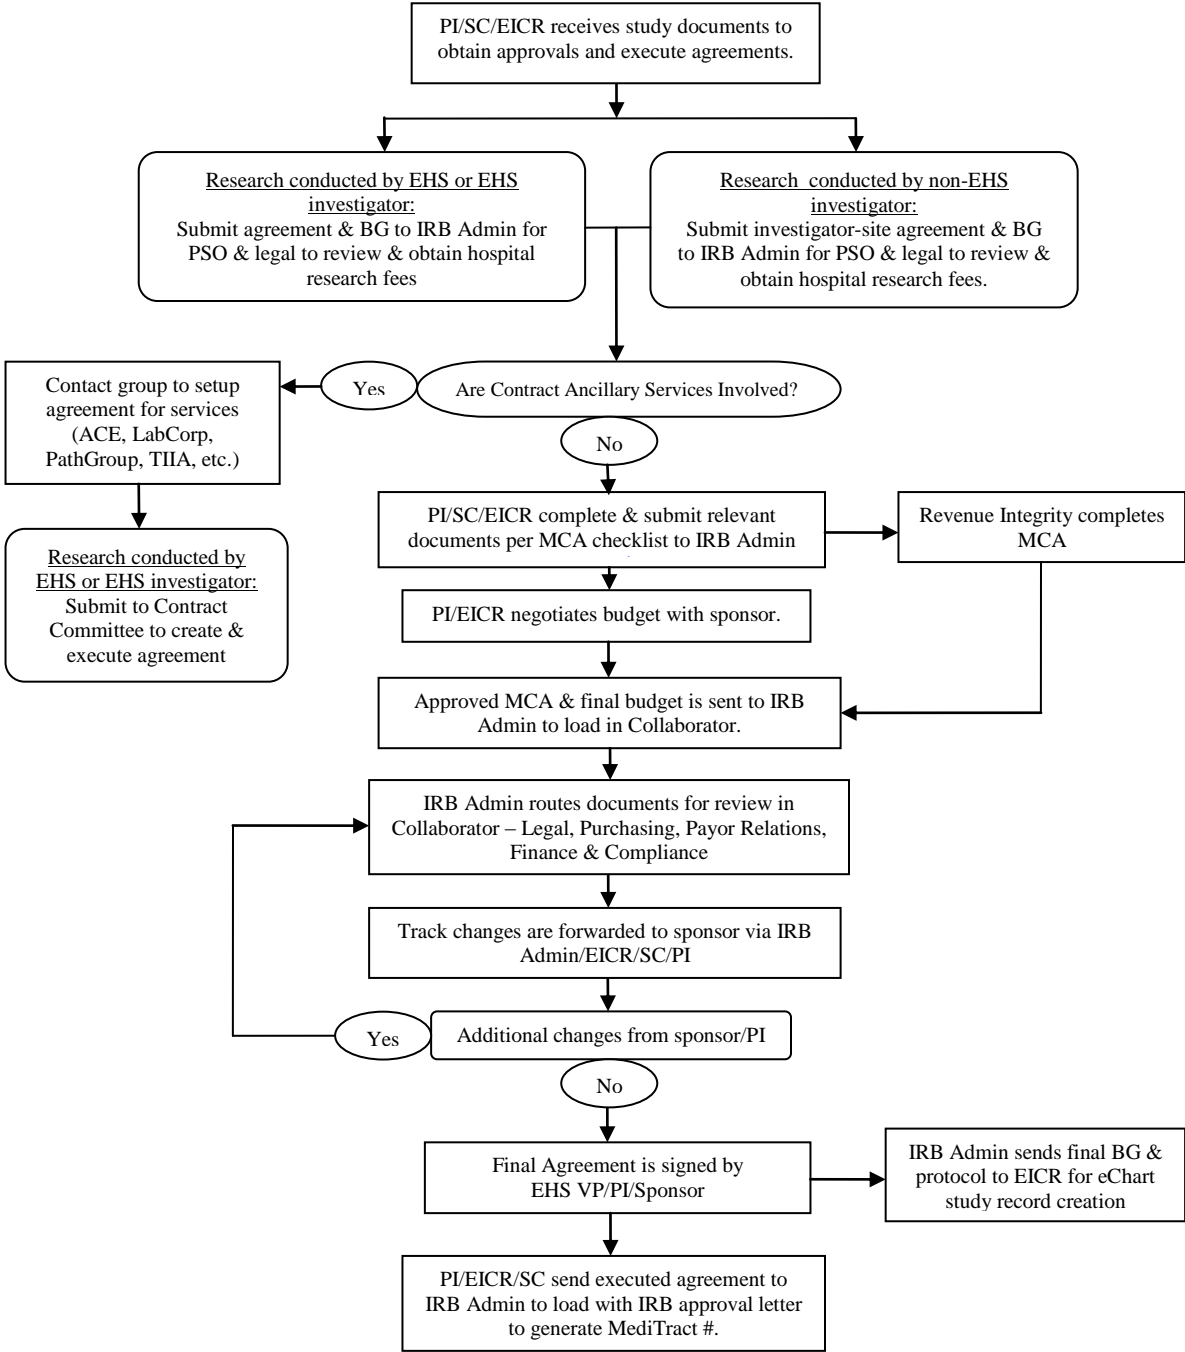 PI/SC/EICR receives study documents to
obtain approvals and execute agreements.
Research conducted by EHS or EHS
investigator:
Submit agreement & BG to IRB Admin for
PSO & legal to review & obtain hospital
research fees
Research conducted by non-EHS
investigator:
Submit investigator-site agreement & BG
to IRB Admin for PSO & legal to review &
obtain hospital research fees.
Are Contract Ancillary Services Involved?
Yes
Contact group to setup
agreement for services
(ACE, LabCorp,
PathGroup, TIIA, etc.)
Research conducted by
EHS or EHS investigator:
Submit to Contract
Committee to create &
execute agreement
No
PI/SC/EICR complete & submit relevant
documents per MCA checklist to IRB Admin
Revenue Integrity completes
MCA
PI/EICR negotiates budget with sponsor.
Approved MCA & final budget is sent to IRB
Admin to load in Collaborator.
IRB Admin routes documents for review in
Collaborator – Legal, Purchasing, Payor Relations,
Finance & Compliance
Track changes are forwarded to sponsor via IRB
Admin/EICR/SC/PI
Yes
Additional changes from sponsor/PI
No
Final Agreement is signed by
EHS VP/PI/Sponsor
IRB Admin sends final BG &
protocol to EICR for eChart
study record creation
PI/EICR/SC send executed agreement to
IRB Admin to load with IRB approval letter
to generate MediTract #.